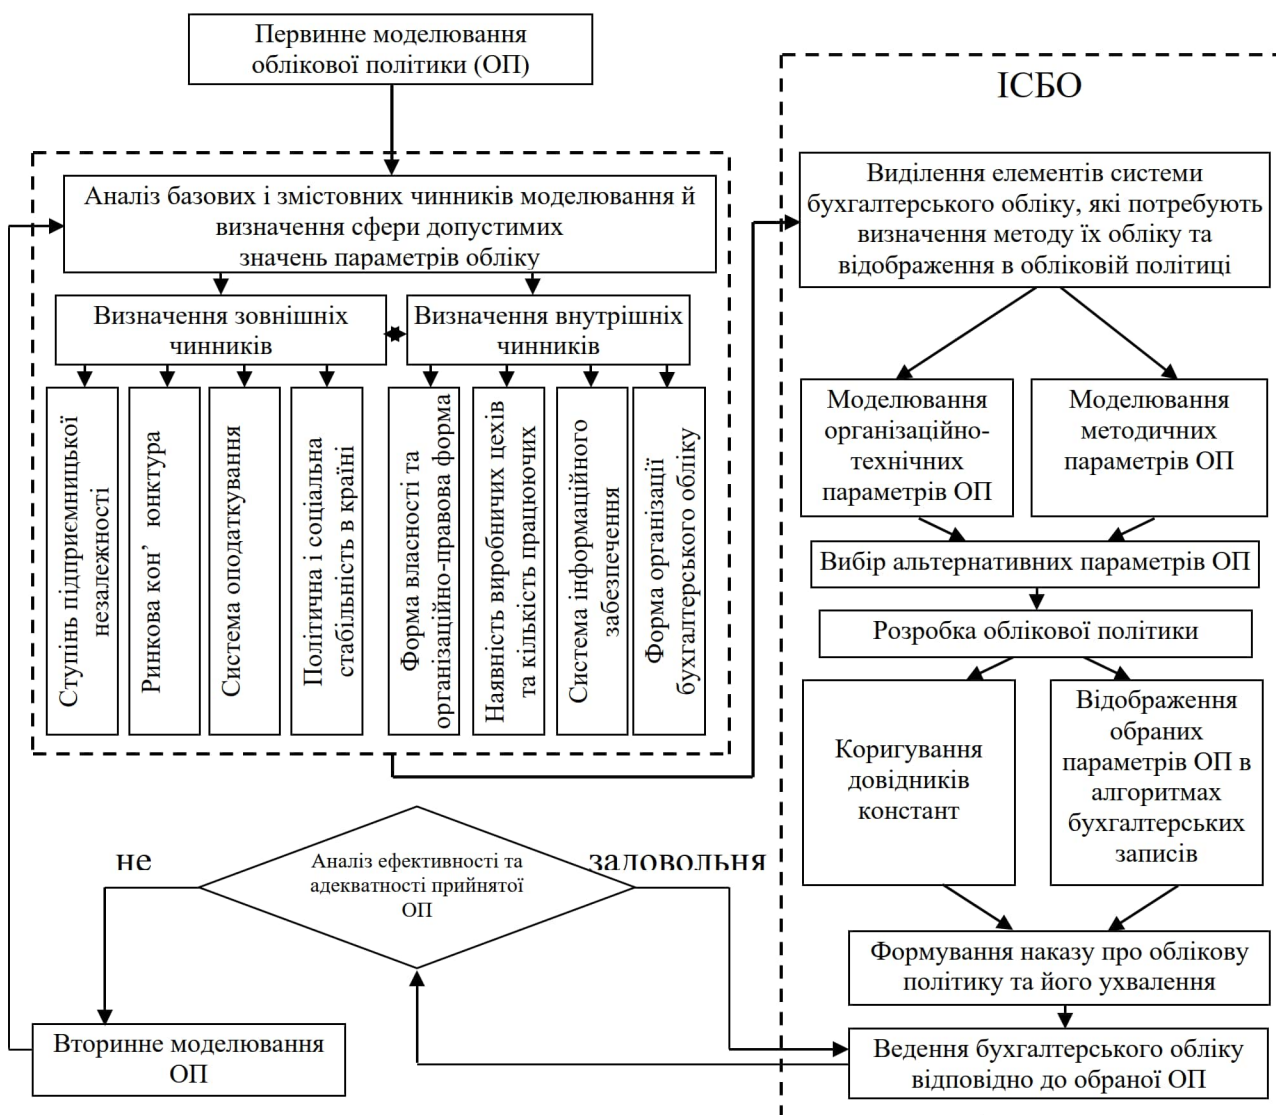 Первинне моделювання
облікової політики (ОП)
ІСБО
Аналіз базових і змістовних чинників моделювання й
визначення сфери допустимих
значень параметрів обліку
Визначення зовнішніх
чинників
Визначення внутрішніх
чинників
Ступінь підприємницької
незалежності
Ринкова кон’ юнктура
Система оподаткування
Політична і соціальна
стабільність в країні
Форма власності та
організаційно-правова форма
Наявність виробничих цехів
та кількість працюючих
Система інформаційного
забезпечення
Форма організації
бухгалтерського обліку
Виділення елементів системи
бухгалтерського обліку, які потребують
визначення методу їх обліку та
відображення в обліковій політиці
Моделювання
організаційно-
технічних
параметрів ОП
Моделювання
методичних
параметрів ОП
Вибір альтернативних параметрів ОП
Розробка облікової політики
Коригування
довідників
констант
Відображення
обраних
параметрів ОП в
алгоритмах
бухгалтерських
записів
Формування наказу про облікову
політику та його ухвалення
Ведення бухгалтерського обліку
відповідно до обраної ОП
не
Аналіз ефективності та
адекватності прийнятої
ОП
задовольня
Вторинне моделювання
ОП